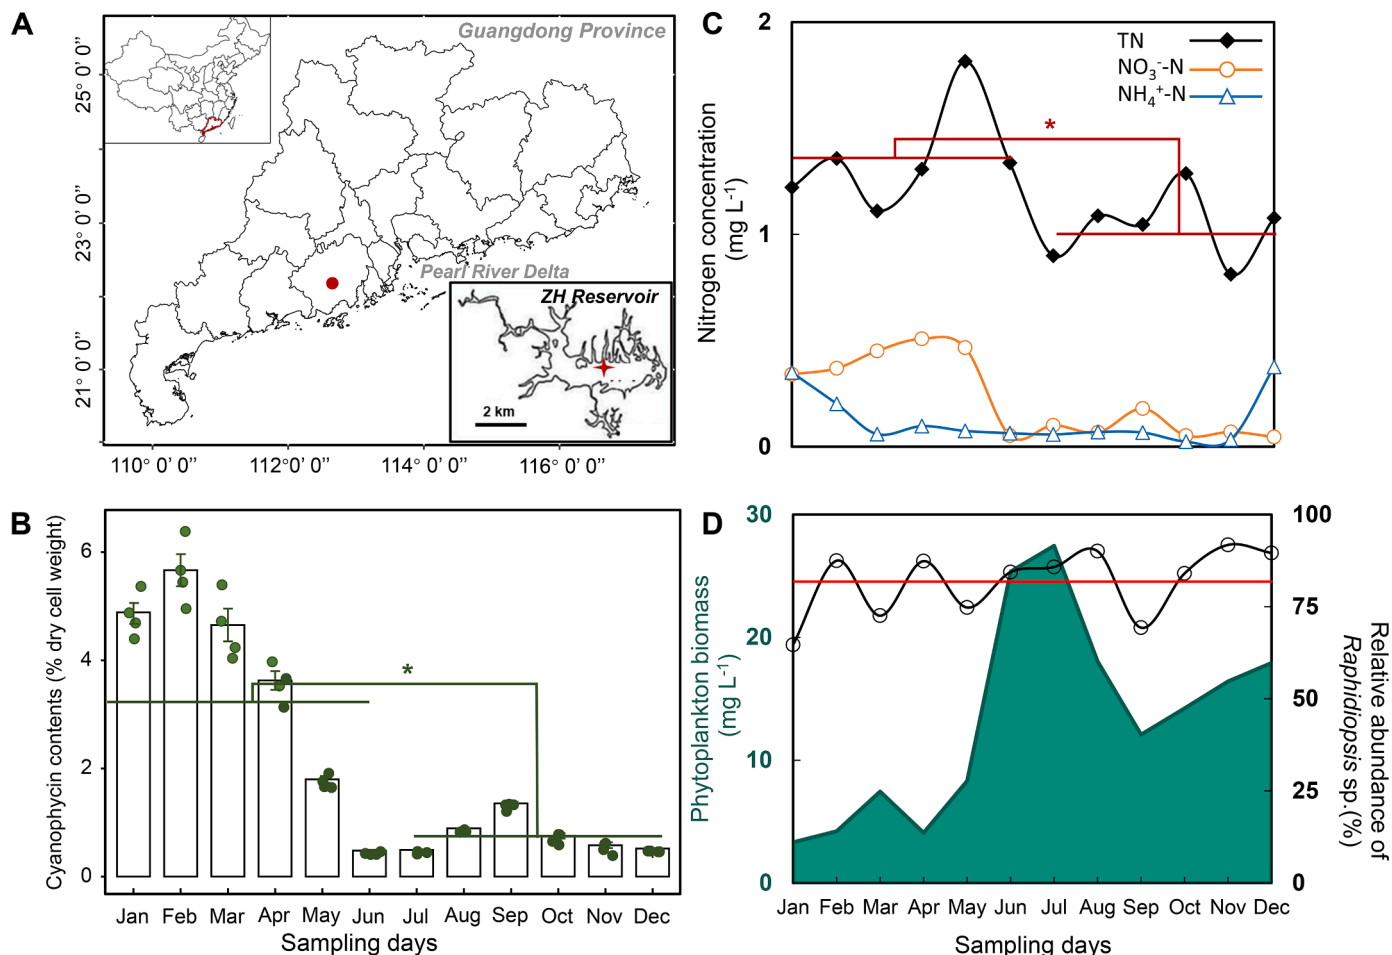 A
Guangdong Province
25° 0' 0"
23° 0' 0"
21° 0' 0"
Pearl River Delta
ZH Reservoir
2 km
110° 0' 0" 112° 0' 0" 114° 0' 0" 116° 0' 0"
C
2
1
0
Nitrogen concentration
(mg L⁻¹)
TN
NO₃⁻-N
NH₄⁺-N
*
B
Cyanophycin contents (% dry cell weight)
6
4
2
0
*
Jan Feb Mar Apr May Jun Jul Aug Sep Oct Nov Dec
Sampling days
D
30
20
10
0
Phytoplankton biomass
(mg L⁻¹)
100
75
50
25
0
Relative abundance of
Raphidiopsis sp.(%)
Jan Feb Mar Apr May Jun Jul Aug Sep Oct Nov Dec
Sampling days